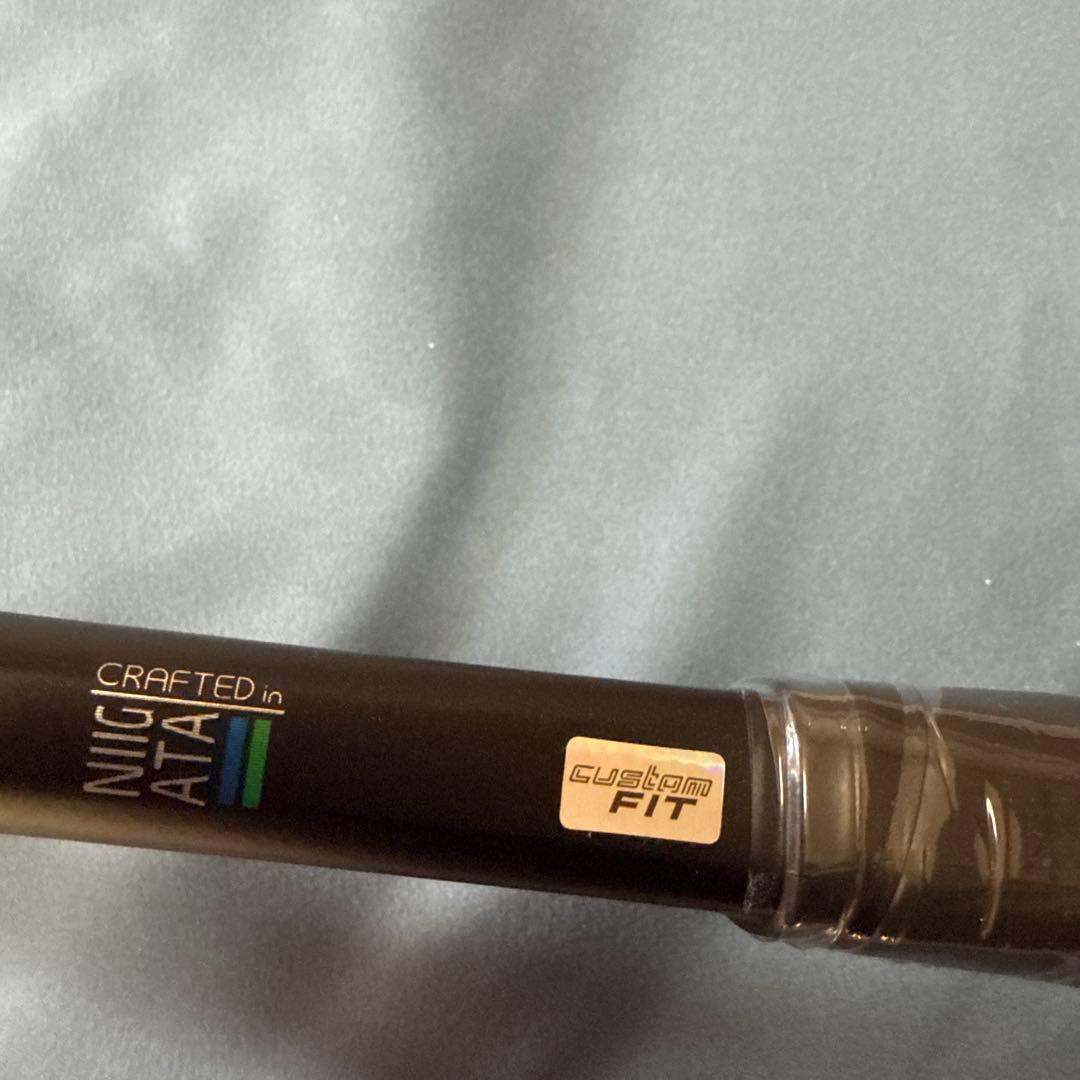 CRAFTED in
NIIG
ATA
custom
FIT